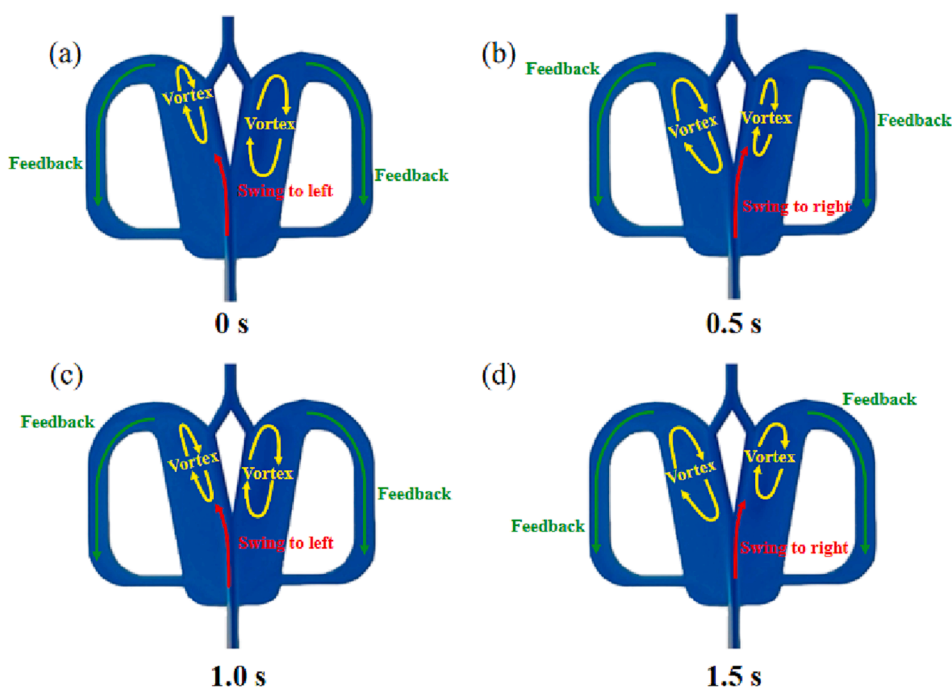 (a)
Vortex
Vortex
Feedback
Feedback
Swing to left
0 s
(b)
Feedback
Vortex
Vortex
Feedback
Swing to right
0.5 s
(c)
Feedback
Vortex
Vortex
Feedback
Swing to left
1.0 s
(d)
Feedback
Vortex
Vortex
Feedback
Swing to right
1.5 s